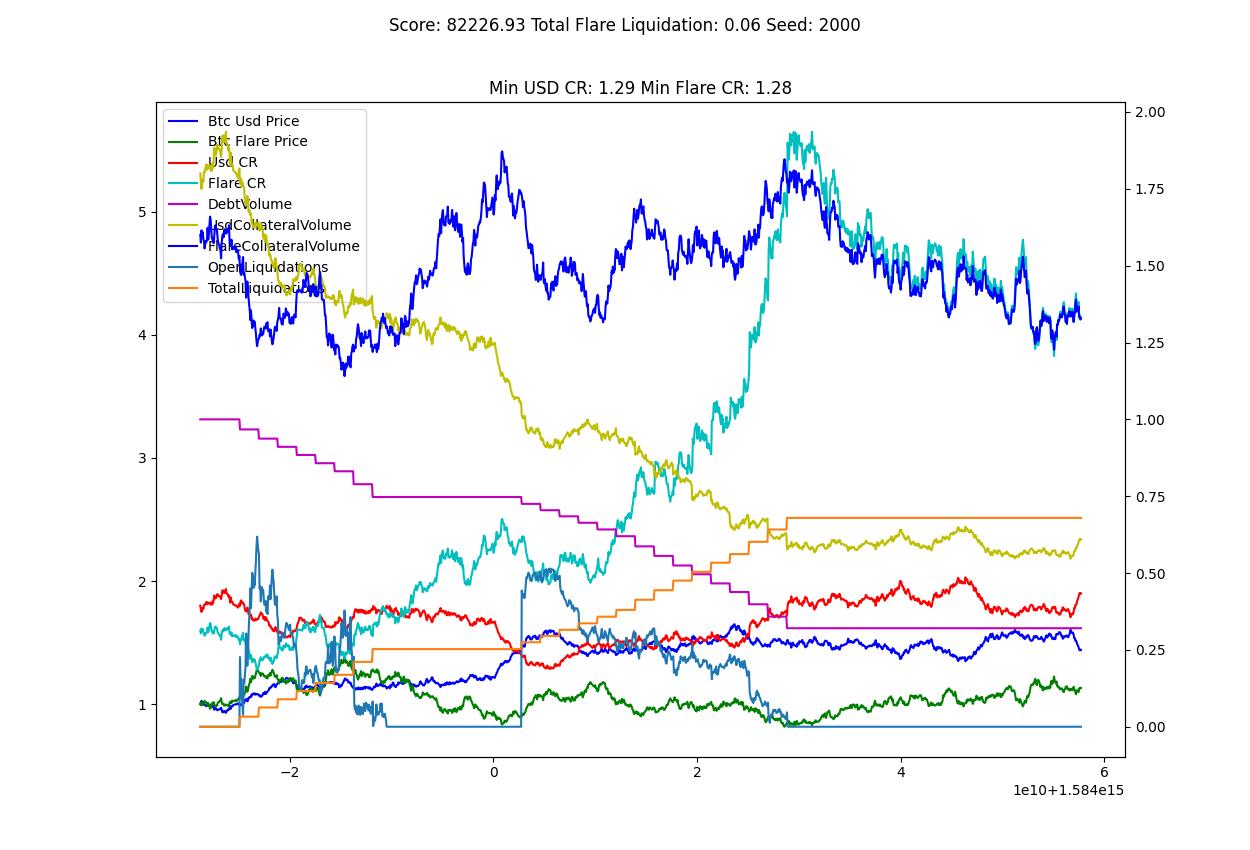 Score: 82226.93 Total Flare Liquidation: 0.06 Seed: 2000
Min USD CR: 1.29 Min Flare CR: 1.28
Btc Usd Price
Btc Flare Price
Usd CR
Flare CR
DebtVolume
UsdCollateralVolume
FlareCollateralVolume
OpenLiquidations
TotalLiquidations
5
4
3
2
1
2.00
1.75
1.50
1.25
1.00
0.75
0.50
0.25
0.00
−2 0 2 4 6
1e10+1.584e15